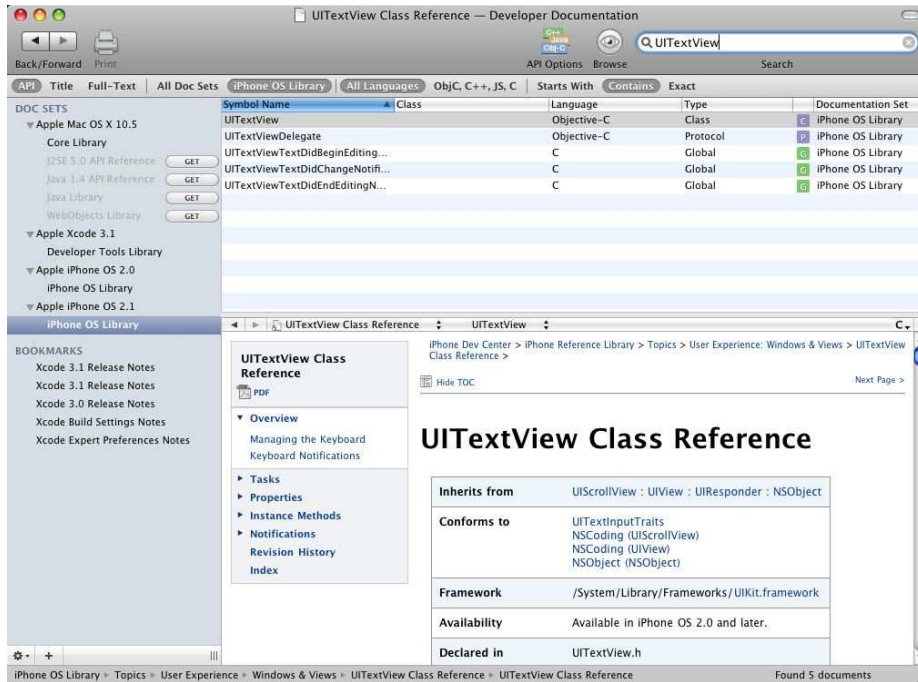 UITextView Class Reference — Developer Documentation
C++
Java
Obj-C
UITextView
Back/Forward Print API Options Browse Search
API Title Full-Text All Doc Sets iPhone OS Library All Languages ObjC, C++, JS, C Starts With Contains Exact
DOC SETS
Apple Mac OS X 10.5
Core Library
J2SE 5.0 API Reference GET
Java 1.4 API Reference GET
Java Library GET
WebObjects Library GET
Apple Xcode 3.1
Developer Tools Library
Apple iPhone OS 2.0
iPhone OS Library
Apple iPhone OS 2.1
iPhone OS Library
BOOKMARKS
Xcode 3.1 Release Notes
Xcode 3.1 Release Notes
Xcode 3.0 Release Notes
Xcode Build Settings Notes
Xcode Expert Preferences Notes
Symbol Name Class Language Type Documentation Set
UITextView Objective-C Class C iPhone OS Library
UITextViewDelegate Objective-C Protocol P iPhone OS Library
UITextViewTextDidBeginEditing... C Global G iPhone OS Library
UITextViewTextDidChangeNotifi... C Global G iPhone OS Library
UITextViewTextDidEndEditingN... C Global G iPhone OS Library
UITextView Class Reference UITextView C
UITextView Class
Reference
PDF
Overview
Managing the Keyboard
Keyboard Notifications
Tasks
Properties
Instance Methods
Notifications
Revision History
Index
iPhone Dev Center > iPhone Reference Library > Topics > User Experience: Windows & Views > UITextView
Class Reference >
Hide TOC Next Page >
UITextView Class Reference
Inherits from UIScrollView : UIView : UIResponder : NSObject
Conforms to UITextInputTraits
NSCoding (UIScrollView)
NSCoding (UIView)
NSObject (NSObject)
Framework /System/Library/Frameworks/UIKit.framework
Availability Available in iPhone OS 2.0 and later.
Declared in UITextView.h
iPhone OS Library Topics User Experience Windows & Views UITextView Class Reference UITextView Class Reference Found 5 documents